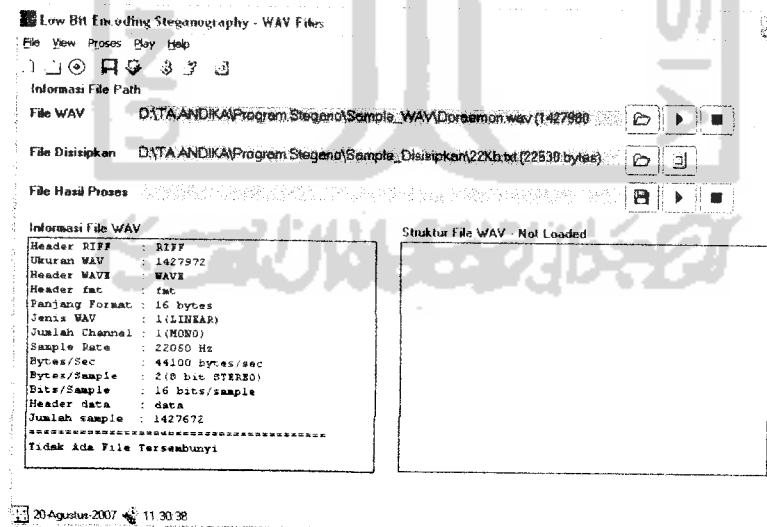 Low Bit Encoding Steganography - WAV Files
File View Proses Play Help
Informasi File Path
File WAV D:\TA.ANDIKA\Program.Stegano\Sample_WAV\Doraemon.wav (1427980
File Disisipkan D:\TA.ANDIKA\Program.Stegano\Sample_Disisipkan\22Kb.txt (22530 bytes)
File Hasil Proses
Informasi File WAV
Struktur File WAV - Not Loaded
Header RIFF : RIFF
Ukuran WAV : 1427972
Header WAVE : WAVE
Header fmt : fmt
Panjang Format : 16 bytes
Jenis WAV : 1(LINEAR)
Jumlah Channel : 1(MONO)
Sample Rate : 22050 Hz
Bytes/Sec : 44100 bytes/sec
Bytes/Sample : 2(8 bit STEREO)
Bits/Sample : 16 bits/sample
Header data : data
Jumlah sample : 1427672
========================================
Tidak Ada File Tersembunyi
20-Agustus-2007 11:30:38